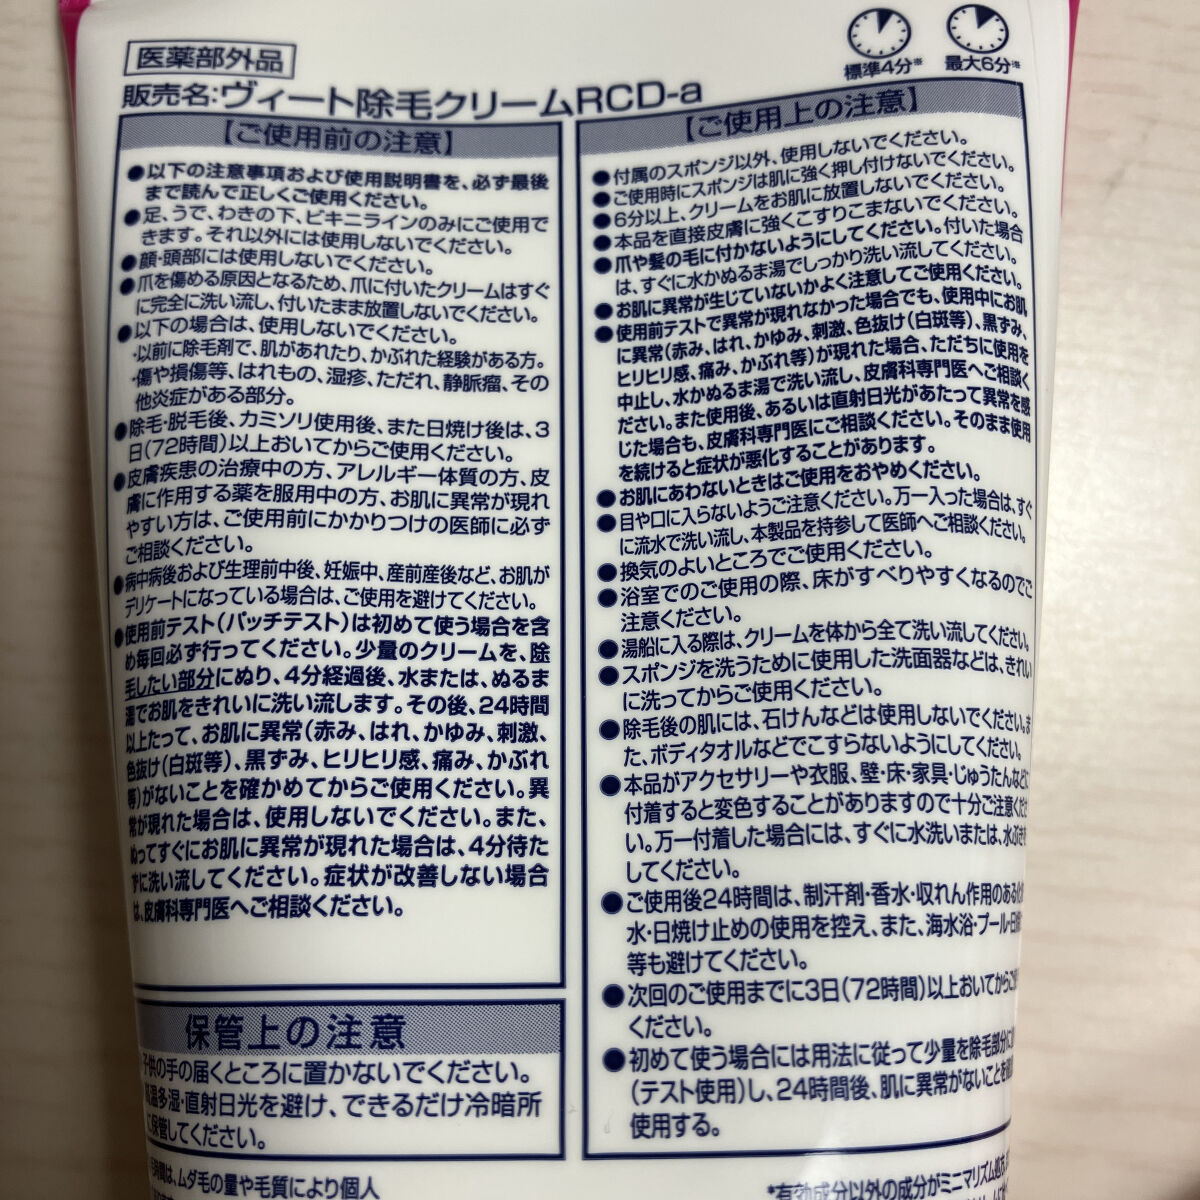 医薬部外品
販売名:ヴィート除毛クリームRCD-a
標準4分※
最大6分※
【ご使用前の注意】
●以下の注意事項および使用説明書を、必ず最後
まで読んで正しくご使用ください。
●足、うで、わきの下、ビキニラインのみにご使用で
きます。それ以外には使用しないでください。
●顔・頭部には使用しないでください。
●爪を傷める原因となるため、爪に付いたクリームはすぐ
に完全に洗い流し、付いたまま放置しないでください。
●以下の場合は、使用しないでください。
・以前に除毛剤で、肌があれたり、かぶれた経験がある方。
・傷や損傷等、はれもの、湿疹、ただれ、静脈瘤、その
他炎症がある部分。
●除毛・脱毛後、カミソリ使用後、また日焼け後は、3
日(72時間)以上おいてからご使用ください。
●皮膚疾患の治療中の方、アレルギー体質の方、皮
膚に作用する薬を服用中の方、お肌に異常が現れ
やすい方は、ご使用前にかかりつけの医師に必ず
ご相談ください。
●病中病後および生理前中後、妊娠中、産前産後など、お肌が
デリケートになっている場合は、ご使用を避けてください。
●使用前テスト(パッチテスト)は初めて使う場合を含
め毎回必ず行ってください。少量のクリームを、除
毛したい部分にぬり、4分経過後、水または、ぬるま
湯でお肌をきれいに洗い流します。その後、24時間
以上たって、お肌に異常(赤み、はれ、かゆみ、刺激、
色抜け(白斑等)、黒ずみ、ヒリヒリ感、痛み、かぶれ
等)がないことを確かめてからご使用ください。異
常が現れた場合は、使用しないでください。また、
ぬってすぐにお肌に異常が現れた場合は、4分待た
ずに洗い流してください。症状が改善しない場合
は、皮膚科専門医へご相談ください。
保管上の注意
子供の手の届くところに置かないでください。
温多湿・直射日光を避け、できるだけ冷暗所
に保管してください。
時間は、ムダ毛の量や毛質により個人
【ご使用上の注意】
●付属のスポンジ以外、使用しないでください。
●ご使用時にスポンジは肌に強く押し付けないでください。
●6分以上、クリームをお肌に放置しないでください。
●本品を直接皮膚に強くこすりこまないでください。
●爪や髪の毛に付かないようにしてください。付いた場合
は、すぐに水かぬるま湯でしっかり洗い流してください。
●お肌に異常が生じていないかよく注意してご使用ください。
●使用前テストで異常が現れなかった場合でも、使用中にお肌
に異常(赤み、はれ、かゆみ、刺激、色抜け(白斑等)、黒ずみ、
ヒリヒリ感、痛み、かぶれ等)が現れた場合、ただちに使用を
中止し、水かぬるま湯で洗い流し、皮膚科専門医へご相談く
ださい。また使用後、あるいは直射日光があたって異常を感
じた場合も、皮膚科専門医にご相談ください。そのまま使用
を続けると症状が悪化することがあります。
●お肌にあわないときはご使用をおやめください。
●目や口に入らないようご注意ください。万一入った場合は、すぐ
に流水で洗い流し、本製品を持参して医師へご相談ください。
●換気のよいところでご使用ください。
●浴室でのご使用の際、床がすべりやすくなるのでご
注意ください。
●湯船に入る際は、クリームを体から全て洗い流してください。
●スポンジを洗うために使用した洗面器などは、きれい
に洗ってからご使用ください。
●除毛後の肌には、石けんなどは使用しないでください。ま
た、ボディタオルなどでこすらないようにしてください。
●本品がアクセサリーや衣服、壁・床・家具・じゅうたんなどに
付着すると変色することがありますので十分ご注意くださ
い。万一付着した場合には、すぐに水洗いまたは、水ぶきを
してください。
●ご使用後24時間は、制汗剤・香水・収れん作用のある化
水・日焼け止めの使用を控え、また、海水浴・プール・日
等も避けてください。
●次回のご使用までに3日(72時間)以上おいてからご
ください。
●初めて使う場合には用法に従って少量を除毛部分に
(テスト使用)し、24時間後、肌に異常がないことを確
使用する。
*有効成分以外の成分がミニマリズム処方